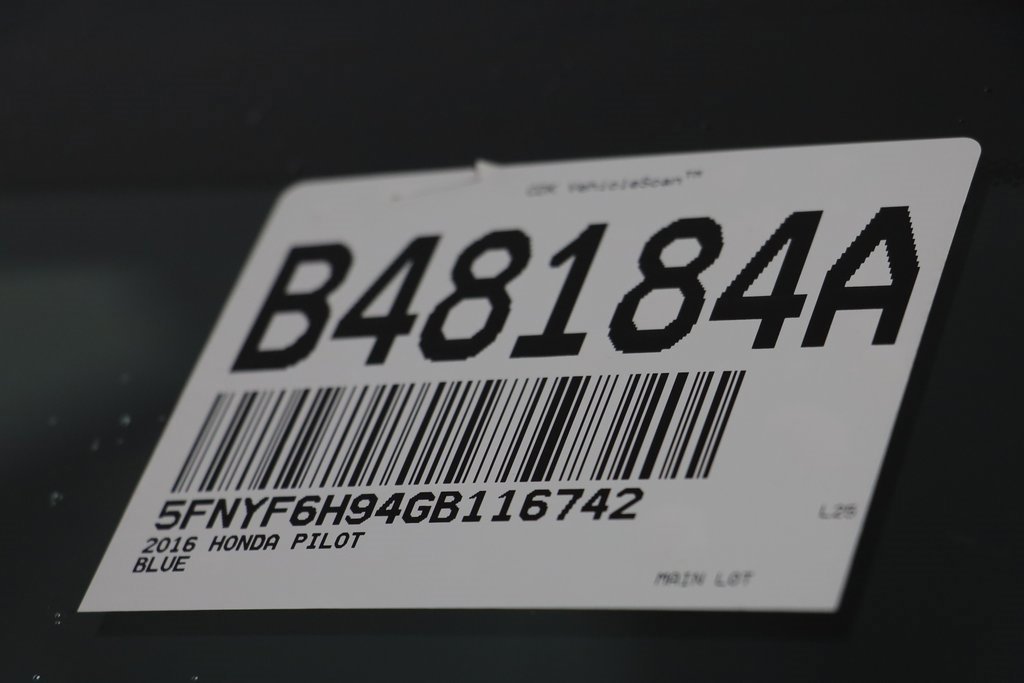 CDK VehicleScan™
B48184A
5FNYF6H94GB116742
2016 HONDA PILOT
BLUE
L25
MAIN LOT